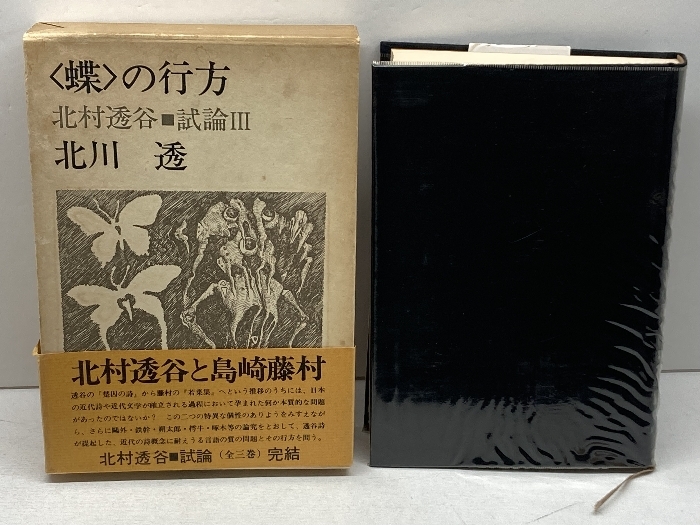 〈蝶〉の行方
北村透谷■試論III
北川 透
北村透谷と島崎藤村
透谷の『楚囚の詩』から藤村の『若菜集』へという推移のうちには、日本
の近代詩や近代文学が確立される過程において孕まれた何か本質的な問題
があったのではないか? この二つの特異な個性のありようをみすえなが
ら、さらに鷗外・鉄幹・朔太郎・樗牛・啄木等の論究をとおして、透谷詩
が提起した、近代の詩概念に耐えうる言語の質の問題とその行方を問う。
北村透谷■試論（全三巻）完結